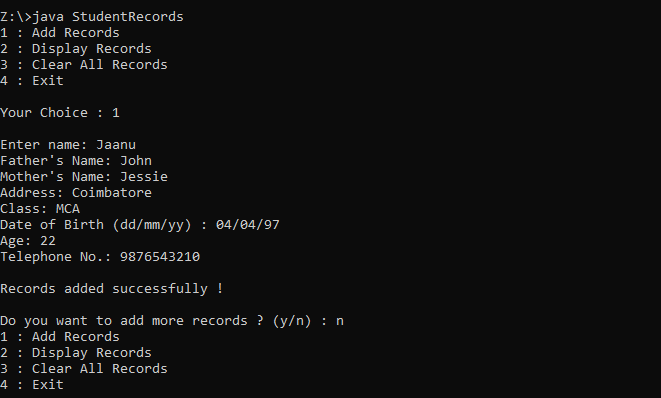 Z:\>java StudentRecords
1 : Add Records
2 : Display Records
3 : Clear All Records
4 : Exit
Your Choice : 1
Enter name: Jaanu
Father's Name: John
Mother's Name: Jessie
Address: Coimbatore
Class: MCA
Date of Birth (dd/mm/yy) : 04/04/97
Age: 22
Telephone No.: 9876543210
Records added successfully !
Do you want to add more records ? (y/n) : n
1 : Add Records
2 : Display Records
3 : Clear All Records
4 : Exit